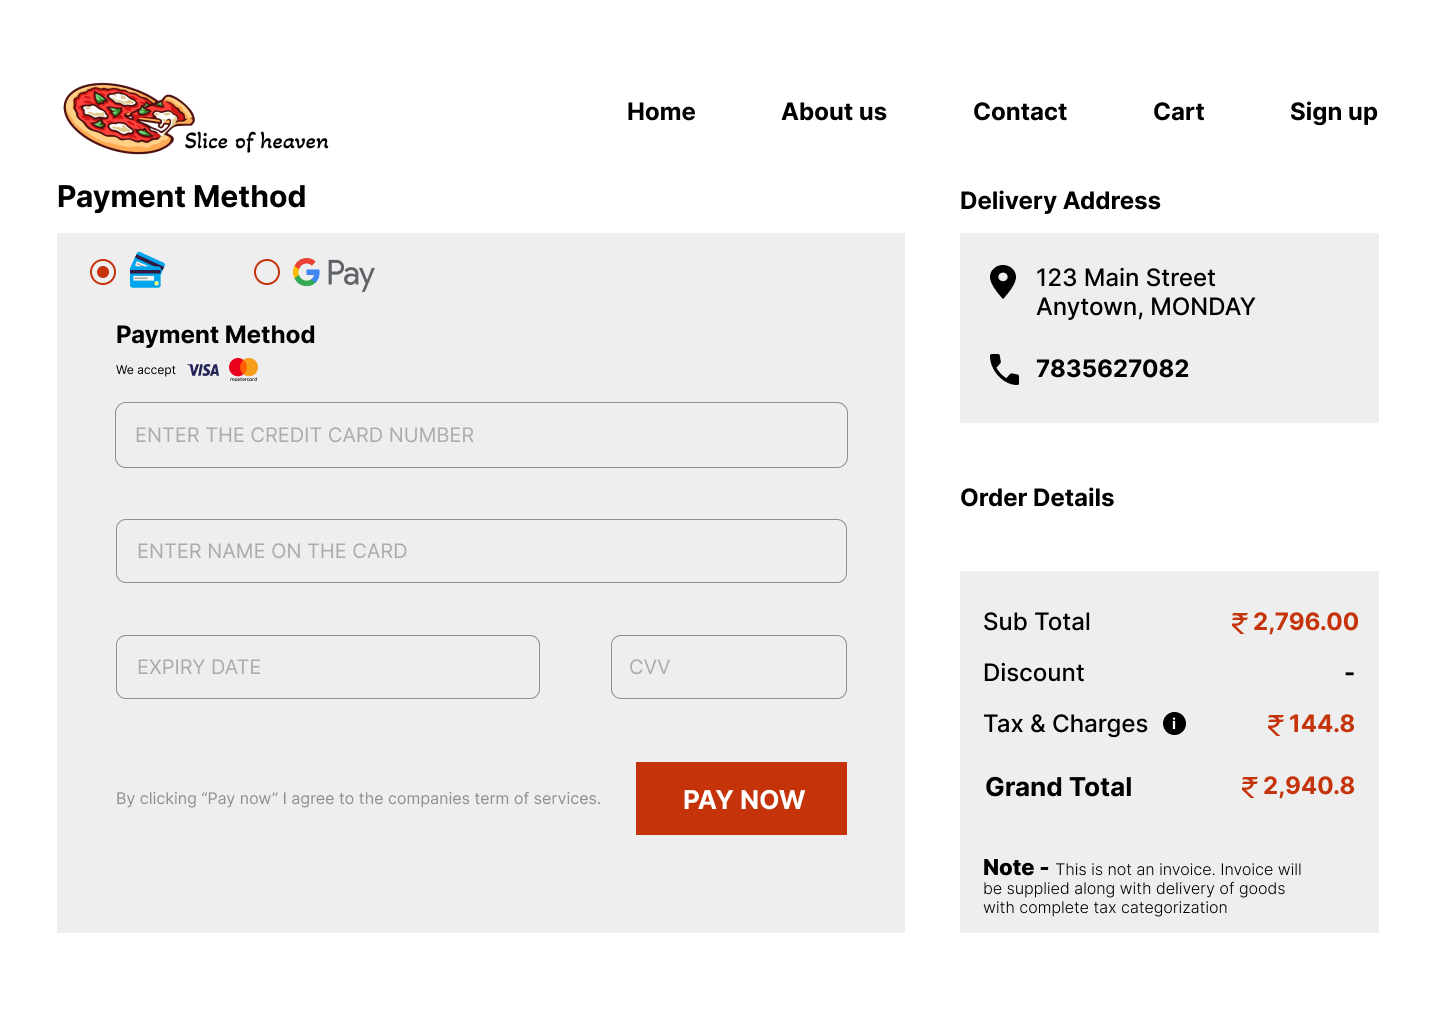 Slice of heaven
Home
About us
Contact
Cart
Sign up
Payment Method
G Pay
Payment Method
We accept VISA mastercard
ENTER THE CREDIT CARD NUMBER
ENTER NAME ON THE CARD
EXPIRY DATE
CVV
By clicking “Pay now” I agree to the companies term of services.
PAY NOW
Delivery Address
123 Main Street
Anytown, MONDAY
7835627082
Order Details
Sub Total ₹ 2,796.00
Discount -
Tax & Charges i ₹ 144.8
Grand Total ₹ 2,940.8
Note - This is not an invoice. Invoice will
be supplied along with delivery of goods
with complete tax categorization